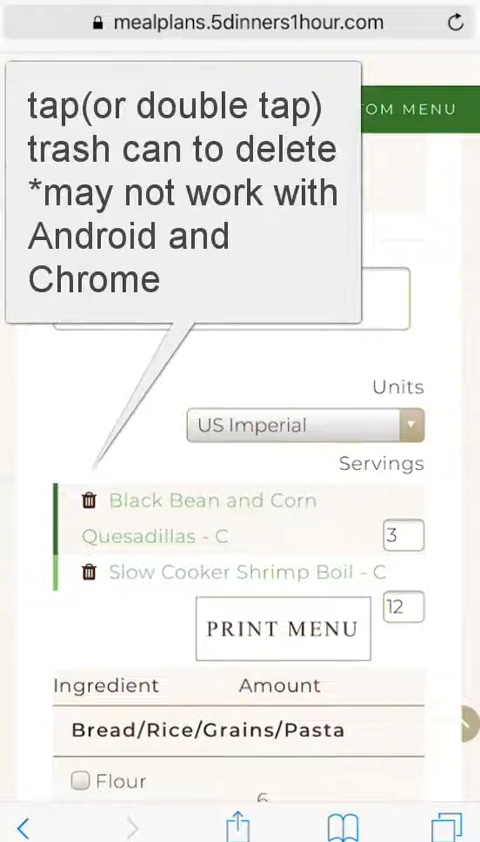 mealplans.5dinners1hour.com
tap(or double tap)
trash can to delete
*may not work with
Android and
Chrome
TOM MENU
Units
US Imperial
Servings
Black Bean and Corn
Quesadillas - C
3
Slow Cooker Shrimp Boil - C
12
PRINT MENU
Ingredient Amount
Bread/Rice/Grains/Pasta
Flour